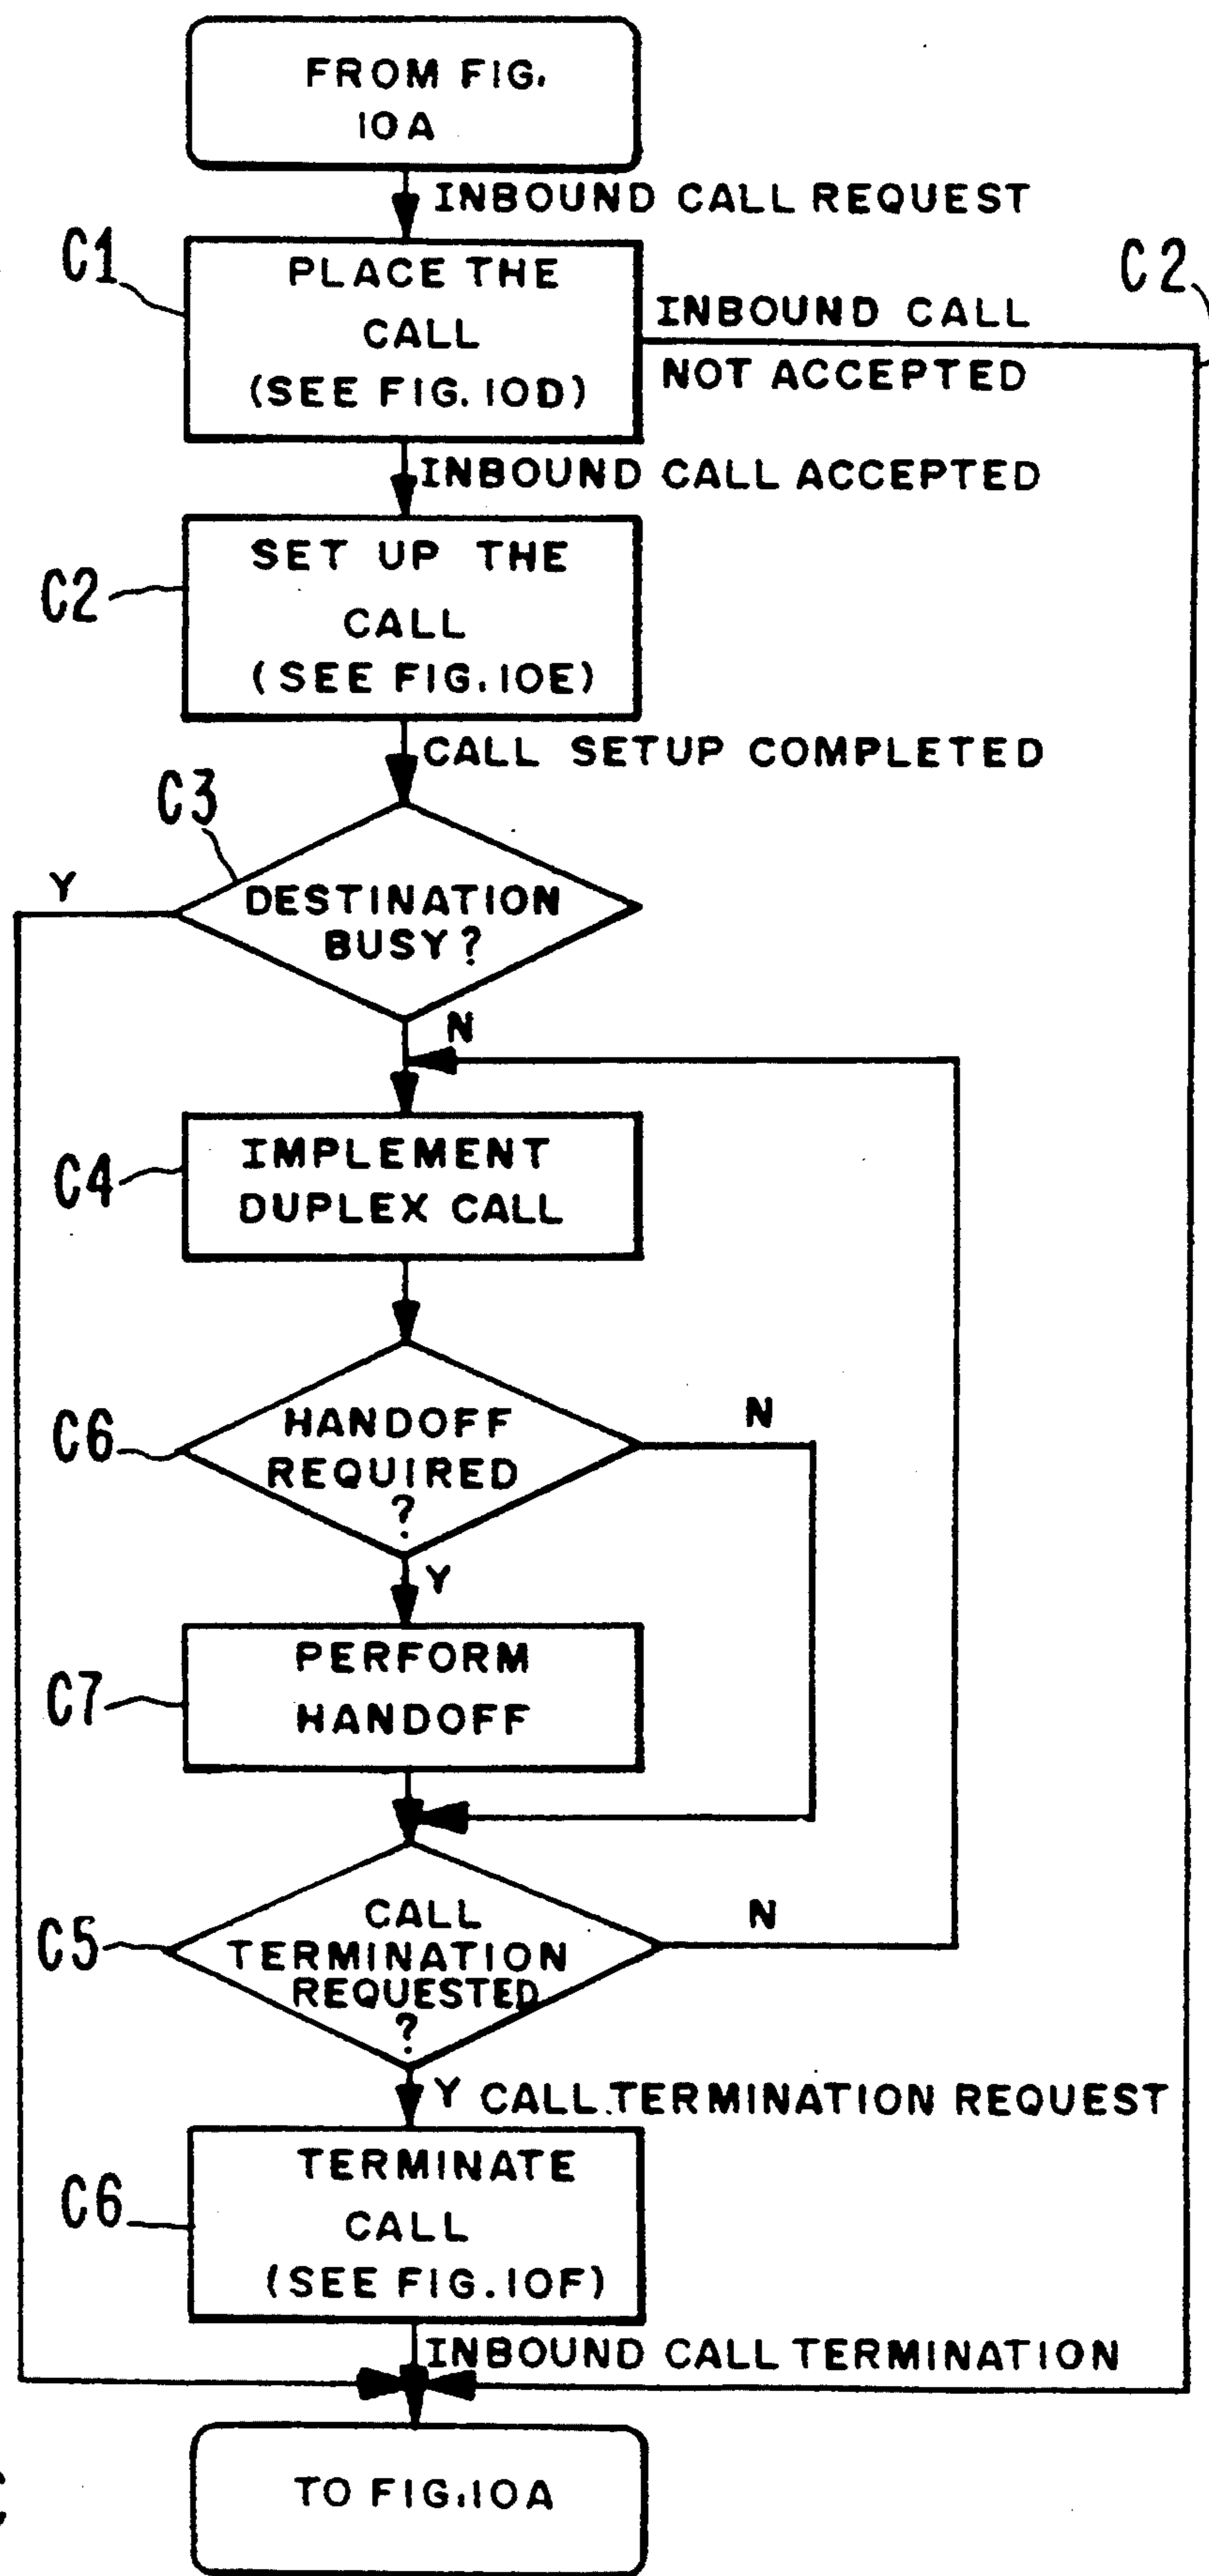 FROM FIG.
10A
INBOUND CALL REQUEST
C1
PLACE THE
CALL
(SEE FIG. 10D)
INBOUND CALL
NOT ACCEPTED
C2
INBOUND CALL ACCEPTED
C2
SET UP THE
CALL
(SEE FIG. 10E)
CALL SETUP COMPLETED
C3
Y
DESTINATION
BUSY?
N
C4
IMPLEMENT
DUPLEX CALL
C6
HANDOFF
REQUIRED
?
N
Y
C7
PERFORM
HANDOFF
C5
CALL
TERMINATION
REQUESTED
?
N
Y CALL TERMINATION REQUEST
C6
TERMINATE
CALL
(SEE FIG. 10F)
INBOUND CALL TERMINATION
TO FIG. 10A